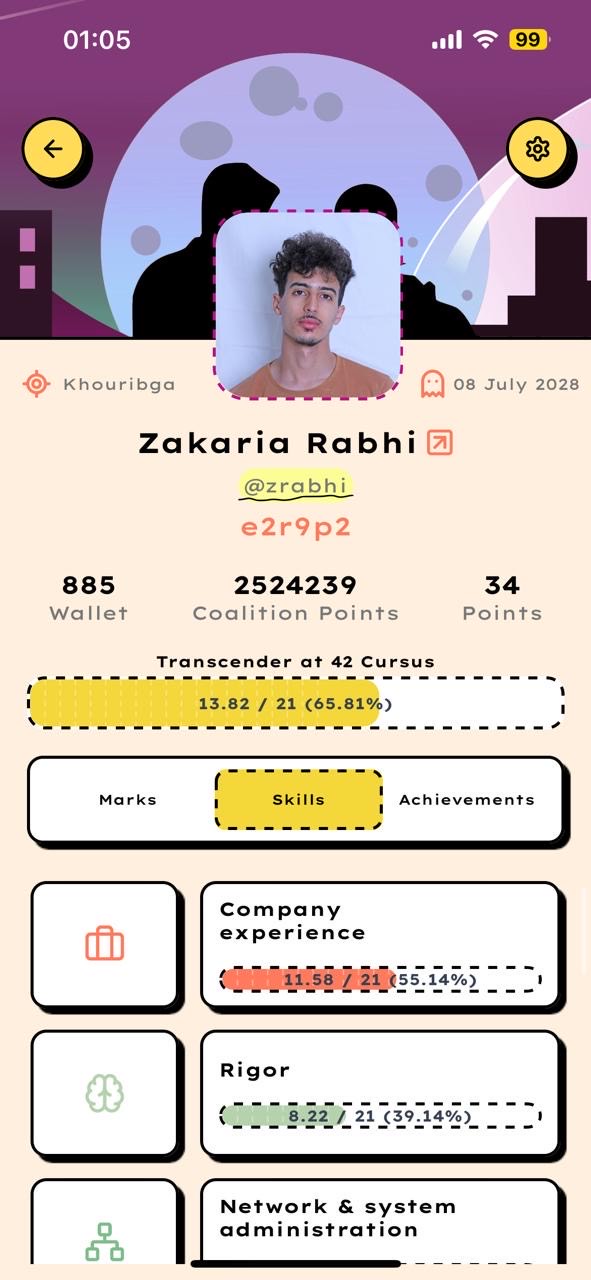 01:05
99
Khouribga
08 July 2028
Zakaria Rabhi
@zrabhi
e2r9p2
885
2524239
34
Wallet
Coalition Points
Points
Transcender at 42 Cursus
13.82 / 21 (65.81%)
Marks
Skills
Achievements
Company
experience
11.58 / 21 (55.14%)
Rigor
8.22 / 21 (39.14%)
Network & system
administration